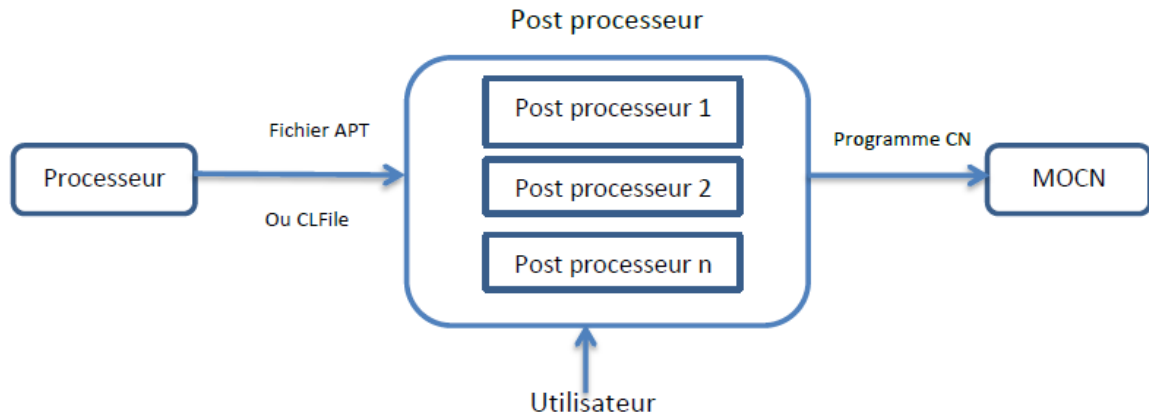 Post processeur
Post processeur 1
Fichier APT
Programme CN
Processeur
Post processeur 2
MOCN
Ou CLFile
Post processeur n
Utilisateur